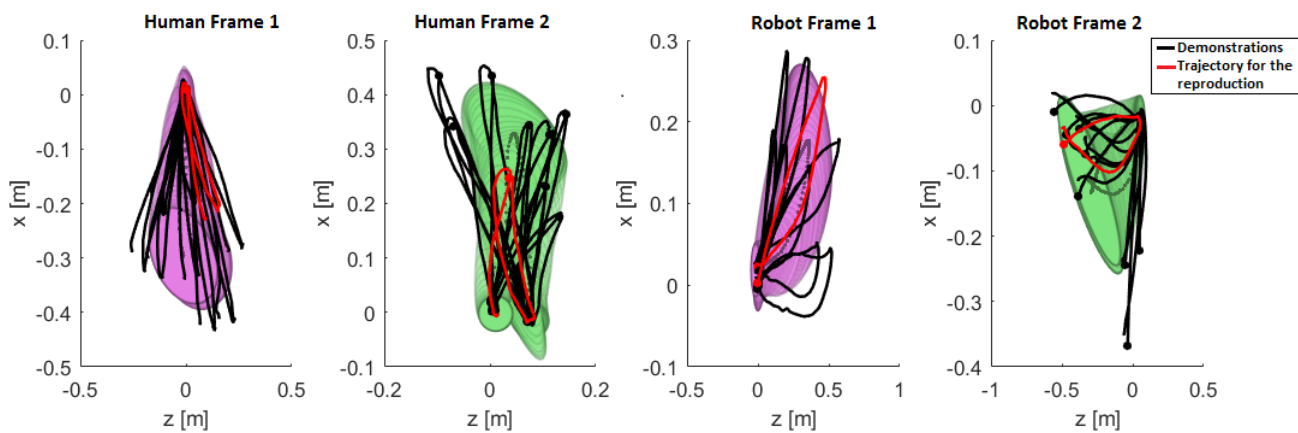 Human Frame 1
Human Frame 2
Robot Frame 1
Robot Frame 2
Demonstrations
Trajectory for the
reproduction
0.1
0
-0.1
-0.2
-0.3
-0.4
-0.5
x [m]
-0.5
0
0.5
z [m]
0.5
0.4
0.3
0.2
0.1
0
-0.1
x [m]
-0.2
0
0.2
z [m]
0.3
0.2
0.1
0
-0.1
x [m]
-0.5
0
0.5
1
z [m]
0.1
0
-0.1
-0.2
-0.3
-0.4
x [m]
-1
-0.5
0
0.5
z [m]